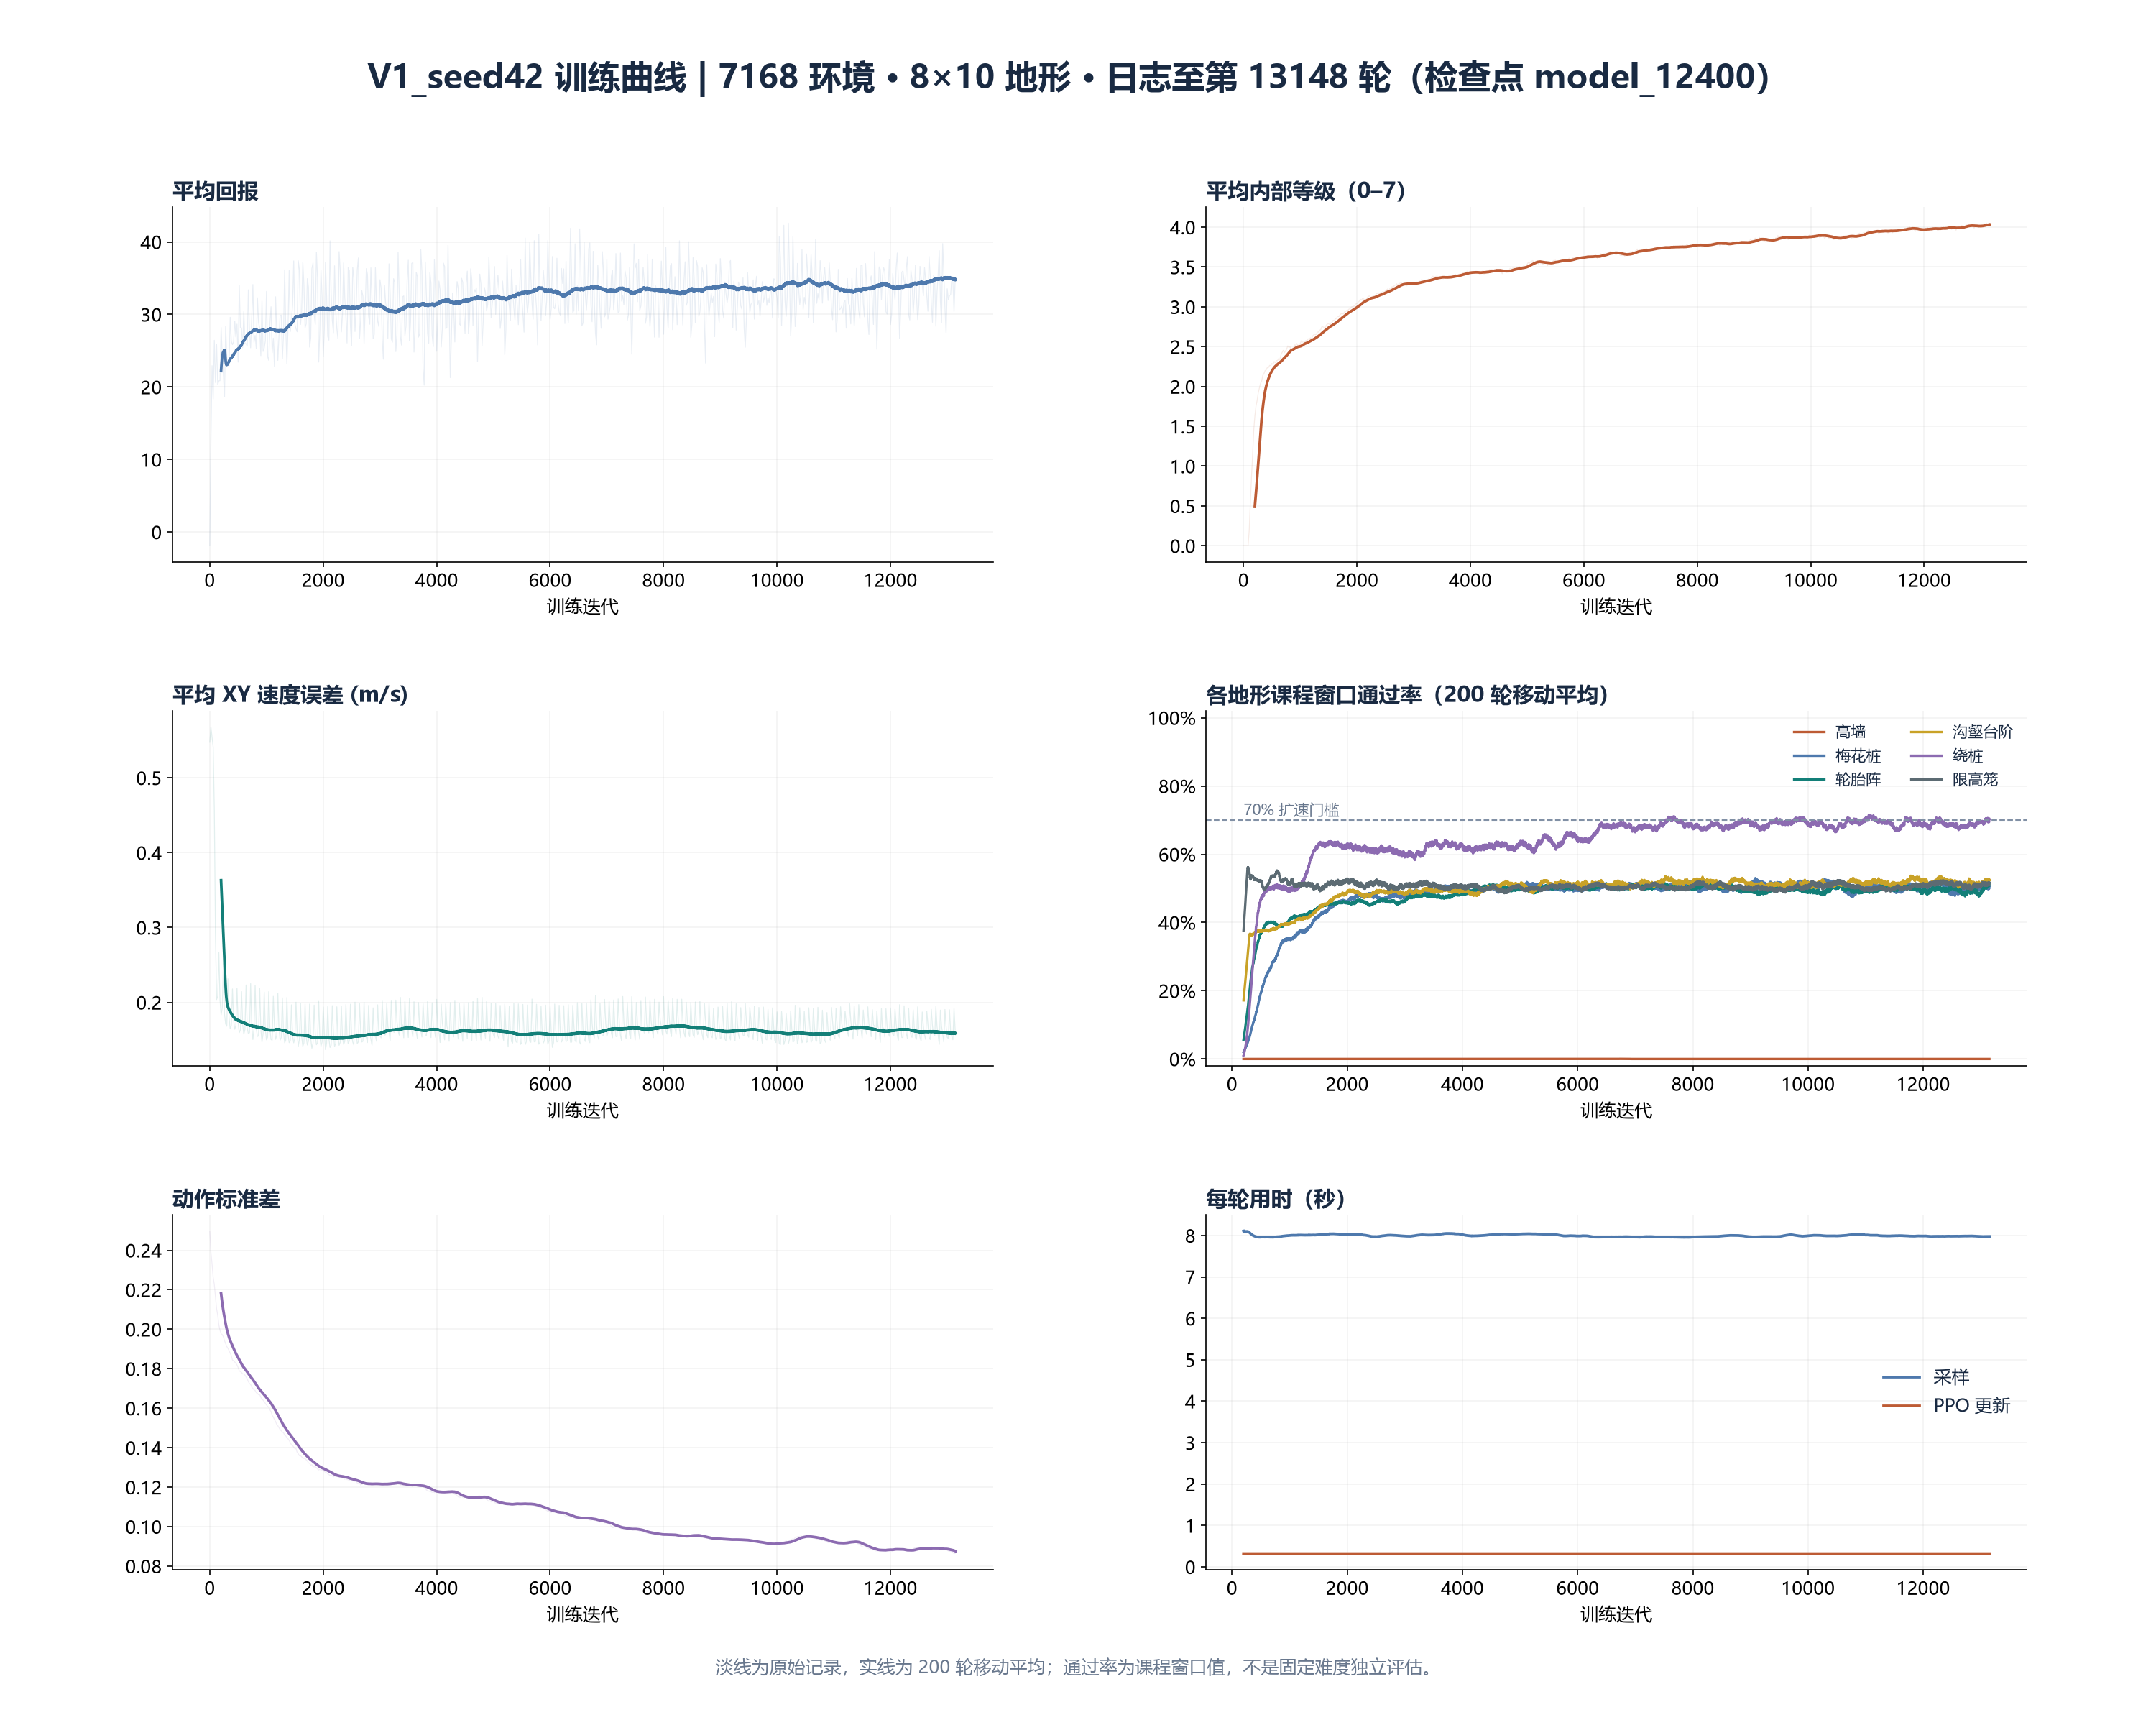 V1_seed42 训练曲线 | 7168 环境 • 8×10 地形 • 日志至第 13148 轮（检查点 model_12400）
平均回报
40
30
20
10
0
0 2000 4000 6000 8000 10000 12000
训练迭代
平均内部等级（0–7）
4.0
3.5
3.0
2.5
2.0
1.5
1.0
0.5
0.0
0 2000 4000 6000 8000 10000 12000
训练迭代
平均 XY 速度误差 (m/s)
0.5
0.4
0.3
0.2
0 2000 4000 6000 8000 10000 12000
训练迭代
各地形课程窗口通过率（200 轮移动平均）
100%
80%
60%
40%
20%
0%
高墙 沟壑台阶
梅花桩 绕桩
轮胎阵 限高笼
70% 扩速门槛
0 2000 4000 6000 8000 10000 12000
训练迭代
动作标准差
0.24
0.22
0.20
0.18
0.16
0.14
0.12
0.10
0.08
0 2000 4000 6000 8000 10000 12000
训练迭代
每轮用时（秒）
8
7
6
5
4
3
2
1
0
采样
PPO 更新
0 2000 4000 6000 8000 10000 12000
训练迭代
淡线为原始记录，实线为 200 轮移动平均；通过率为课程窗口值，不是固定难度独立评估。